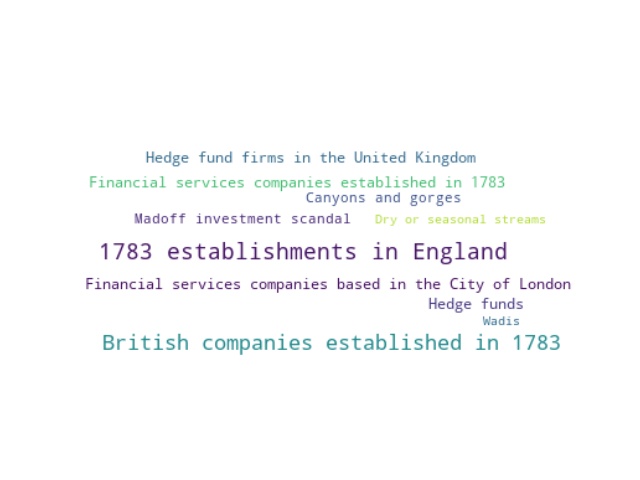 Hedge fund firms in the United Kingdom
Financial services companies established in 1783
Canyons and gorges
Madoff investment scandal
Dry or seasonal streams
1783 establishments in England
Financial services companies based in the City of London
Hedge funds
Wadis
British companies established in 1783